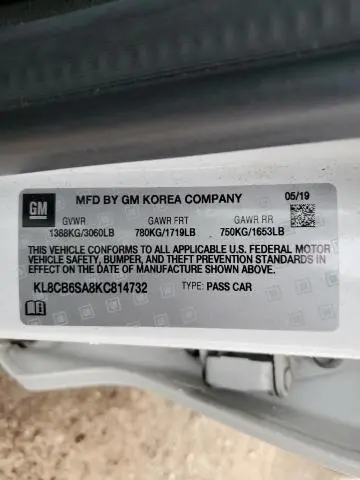 GM
MFD BY GM KOREA COMPANY 05/19
GVWR GAWR FRT GAWR RR
1388KG/3060LB 780KG/1719LB 750KG/1653LB
THIS VEHICLE CONFORMS TO ALL APPLICABLE U.S. FEDERAL MOTOR
VEHICLE SAFETY, BUMPER, AND THEFT PREVENTION STANDARDS IN
EFFECT ON THE DATE OF MANUFACTURE SHOWN ABOVE.
KL8CB6SA8KC814732 TYPE: PASS CAR